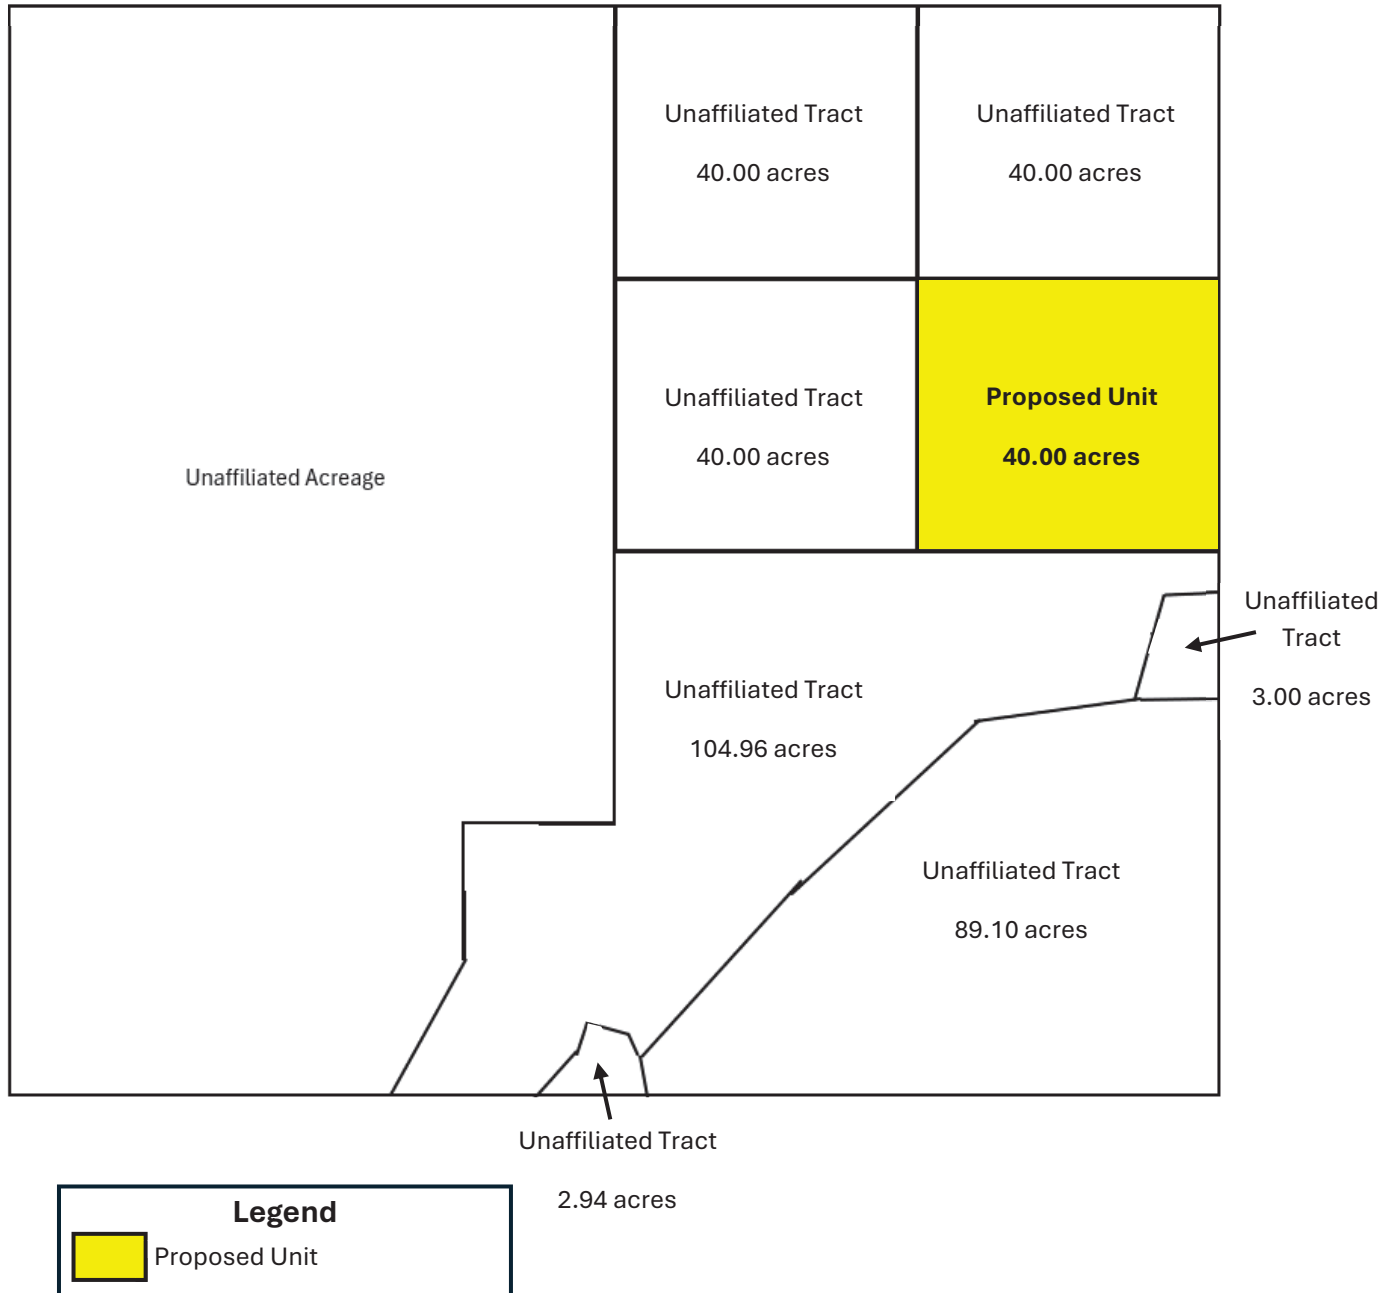 Unaffiliated Tract
40.00 acres
Unaffiliated Tract
40.00 acres
Unaffiliated Tract
40.00 acres
Proposed Unit
40.00 acres
Unaffiliated Acreage
Unaffiliated
Tract
3.00 acres
Unaffiliated Tract
104.96 acres
Unaffiliated Tract
89.10 acres
Unaffiliated Tract
2.94 acres
Legend
Proposed Unit